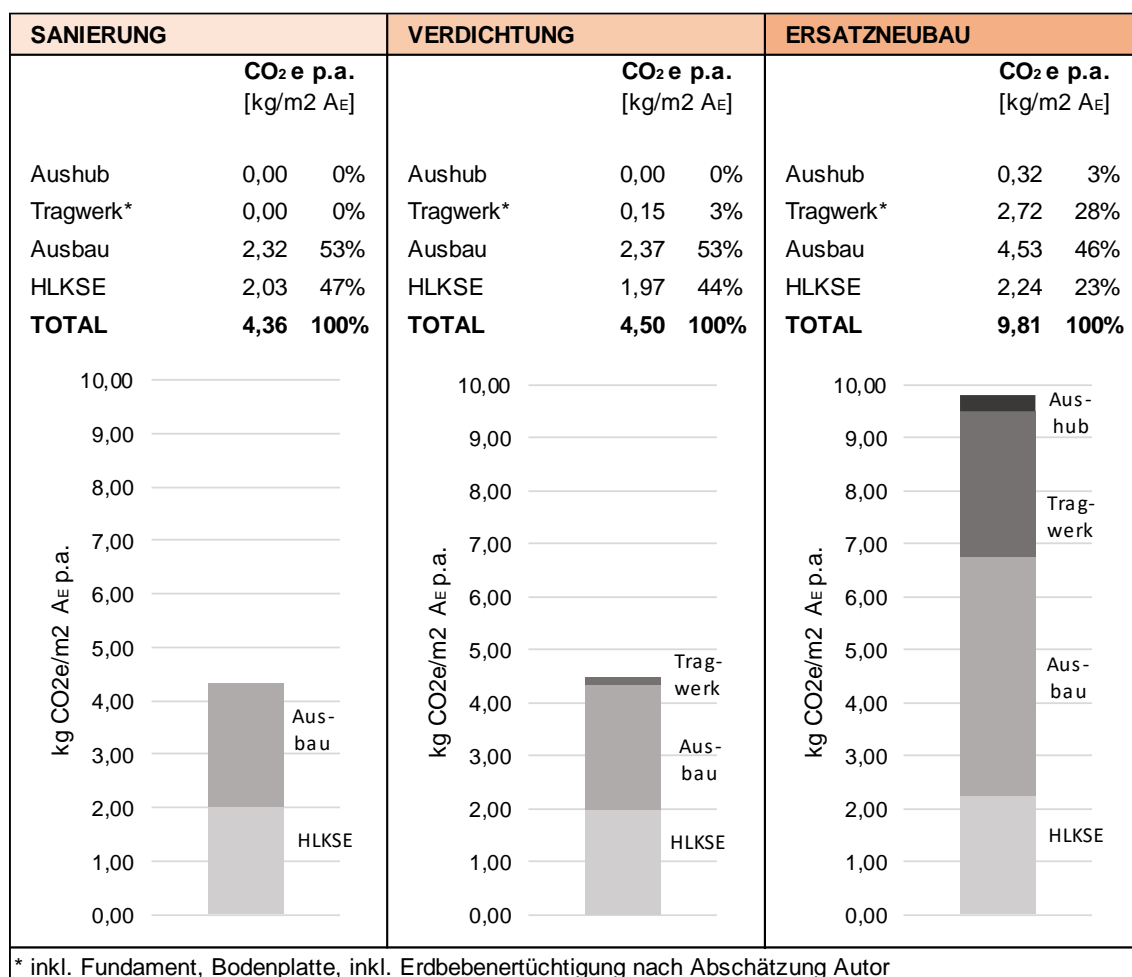 SANIERUNG
CO2 e p.a.
[kg/m2 AE]
Aushub 0,00 0%
Tragwerk* 0,00 0%
Ausbau 2,32 53%
HLKSE 2,03 47%
TOTAL 4,36 100%
10,00
9,00
8,00
7,00
6,00
5,00
4,00
3,00
2,00
1,00
0,00
kg CO2e/m2 AE p.a.
Aus-
bau
HLKSE
VERDICHTUNG
CO2 e p.a.
[kg/m2 AE]
Aushub 0,00 0%
Tragwerk* 0,15 3%
Ausbau 2,37 53%
HLKSE 1,97 44%
TOTAL 4,50 100%
10,00
9,00
8,00
7,00
6,00
5,00
4,00
3,00
2,00
1,00
0,00
kg CO2e/m2 AE p.a.
Trag-
werk
Aus-
bau
HLKSE
ERSATZNEUBAU
CO2 e p.a.
[kg/m2 AE]
Aushub 0,32 3%
Tragwerk* 2,72 28%
Ausbau 4,53 46%
HLKSE 2,24 23%
TOTAL 9,81 100%
10,00
9,00
8,00
7,00
6,00
5,00
4,00
3,00
2,00
1,00
0,00
kg CO2e/m2 AE p.a.
Aus-
hub
Trag-
werk
Aus-
bau
HLKSE
* inkl. Fundament, Bodenplatte, inkl. Erdbebenertüchtigung nach Abschätzung Autor